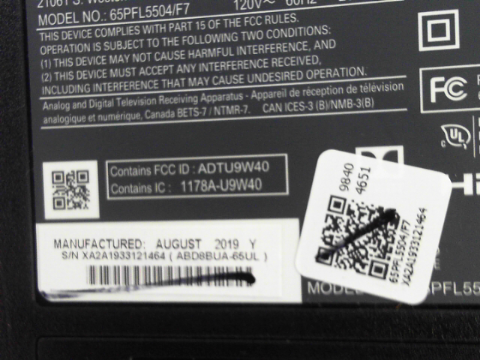 MODEL NO.: 65PFL5504/F7 120V~ 60Hz
THIS DEVICE COMPLIES WITH PART 15 OF THE FCC RULES.
OPERATION IS SUBJECT TO THE FOLLOWING TWO CONDITIONS:
(1) THIS DEVICE MAY NOT CAUSE HARMFUL INTERFERENCE, AND
(2) THIS DEVICE MUST ACCEPT ANY INTERFERENCE RECEIVED,
INCLUDING INTERFERENCE THAT MAY CAUSE UNDESIRED OPERATION.
Analog and Digital Television Receiving Apparatus - Appareil de réception de télévision
analogique et numérique, Canada BETS-7 / NTMR-7. CAN ICES-3 (B)/NMB-3(B)
FC
UL
Contains FCC ID : ADTU9W40
Contains IC : 1178A-U9W40
9840
4651
65PFL5504/F7
XA2A1933121464
MANUFACTURED: AUGUST 2019 Y
S/N XA2A1933121464 ( ABD8BUA-65UL )